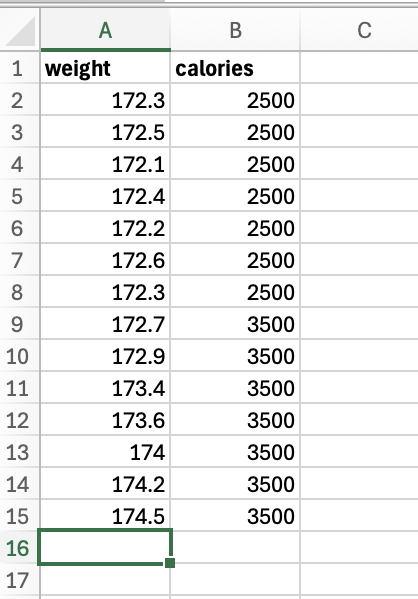 A B C
1 weight calories
2 172.3 2500
3 172.5 2500
4 172.1 2500
5 172.4 2500
6 172.2 2500
7 172.6 2500
8 172.3 2500
9 172.7 3500
10 172.9 3500
11 173.4 3500
12 173.6 3500
13 174 3500
14 174.2 3500
15 174.5 3500
16
17